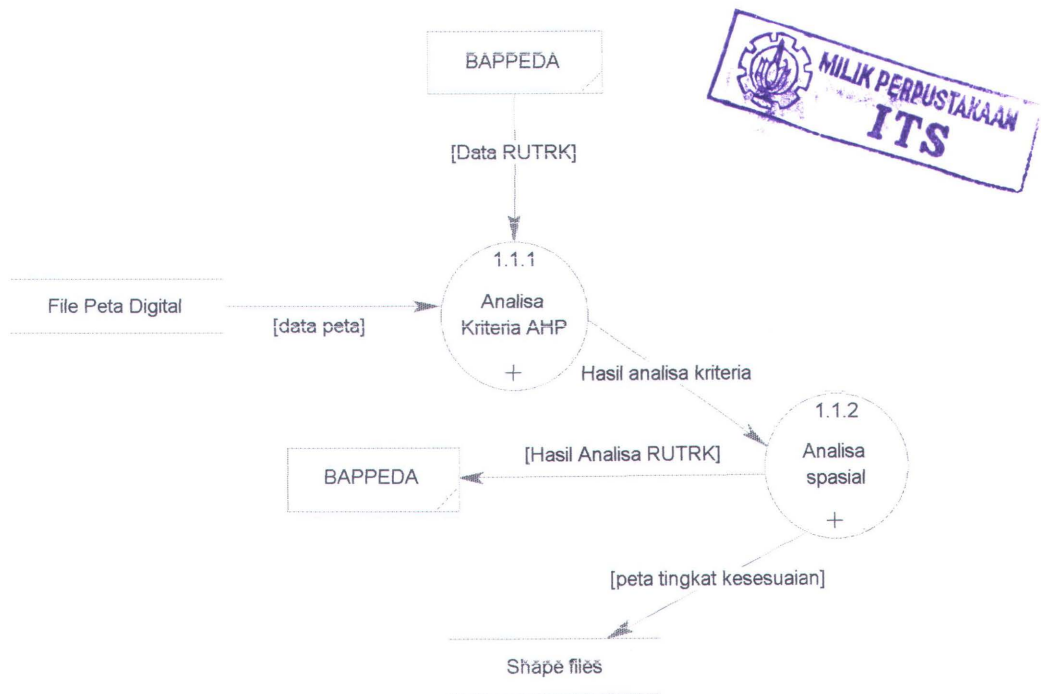 BAPPEDA
MILIK PERPUSTAKAAN
ITS
[Data RUTRK]
1.1.1
Analisa
Kriteria AHP
+
File Peta Digital
[data peta]
Hasil analisa kriteria
1.1.2
Analisa
spasial
+
[Hasil Analisa RUTRK]
BAPPEDA
[peta tingkat kesesuaian]
Shape files